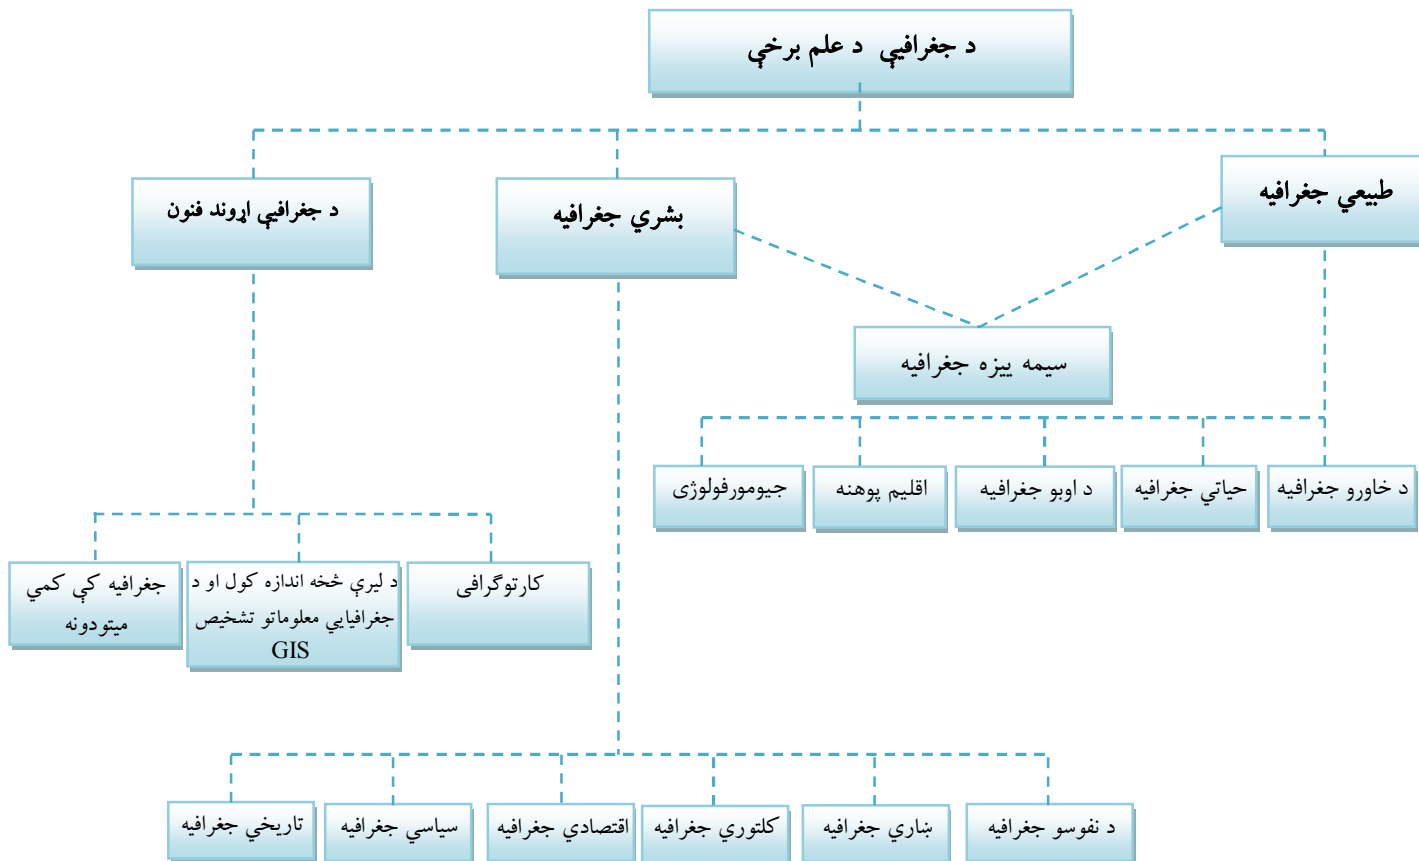 د جغرافيې د علم برخې
طبيعي جغرافيه
بشري جغرافيه
د جغرافيې اړوند فنون
سيمه ييزه جغرافيه
د خاورو جغرافيه
حياتي جغرافيه
د اوبو جغرافيه
اقليم پوهنه
جيومورفولوژی
کارتوگرافی
د ليرې څخه اندازه کول او د
جغرافيايي معلوماتو تشخيص
GIS
جغرافيه کې کمي
ميتودونه
د نفوسو جغرافيه
ښاري جغرافيه
کلتوري جغرافيه
اقتصادي جغرافيه
سياسي جغرافيه
تاريخي جغرافيه